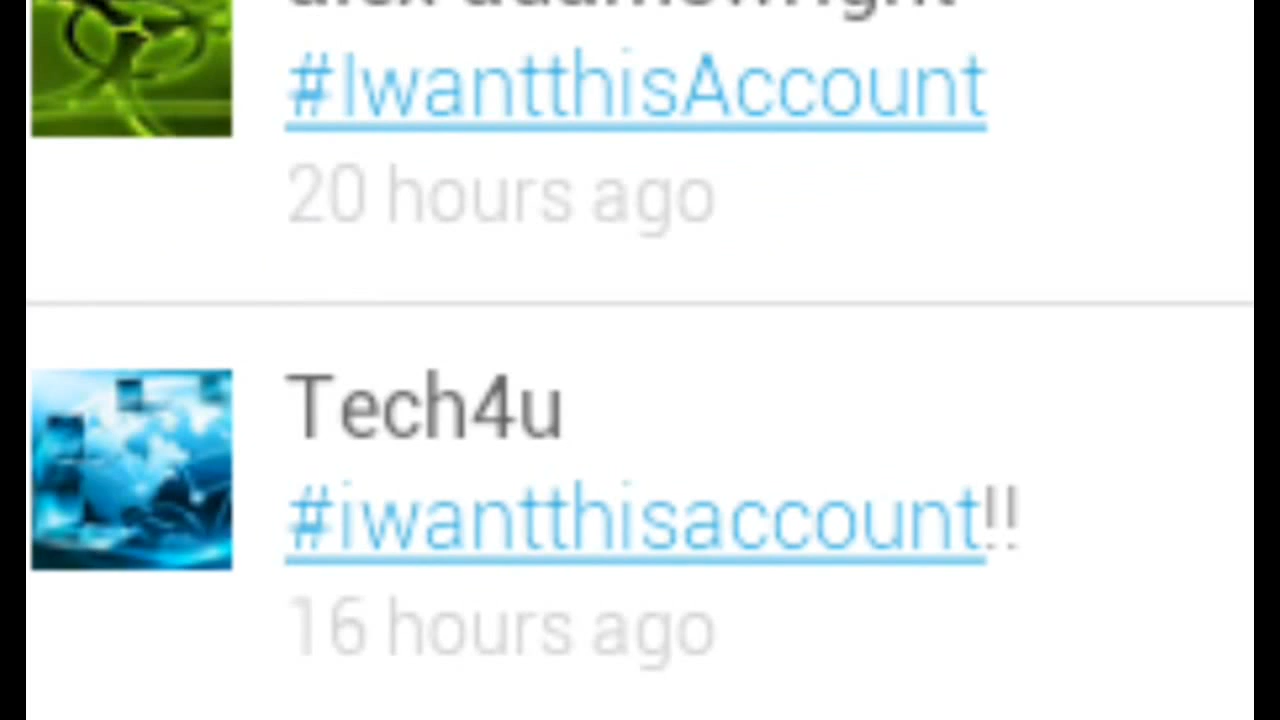 #IwantthisAccount
20 hours ago
Tech4u
#iwantthisaccount!!
16 hours ago